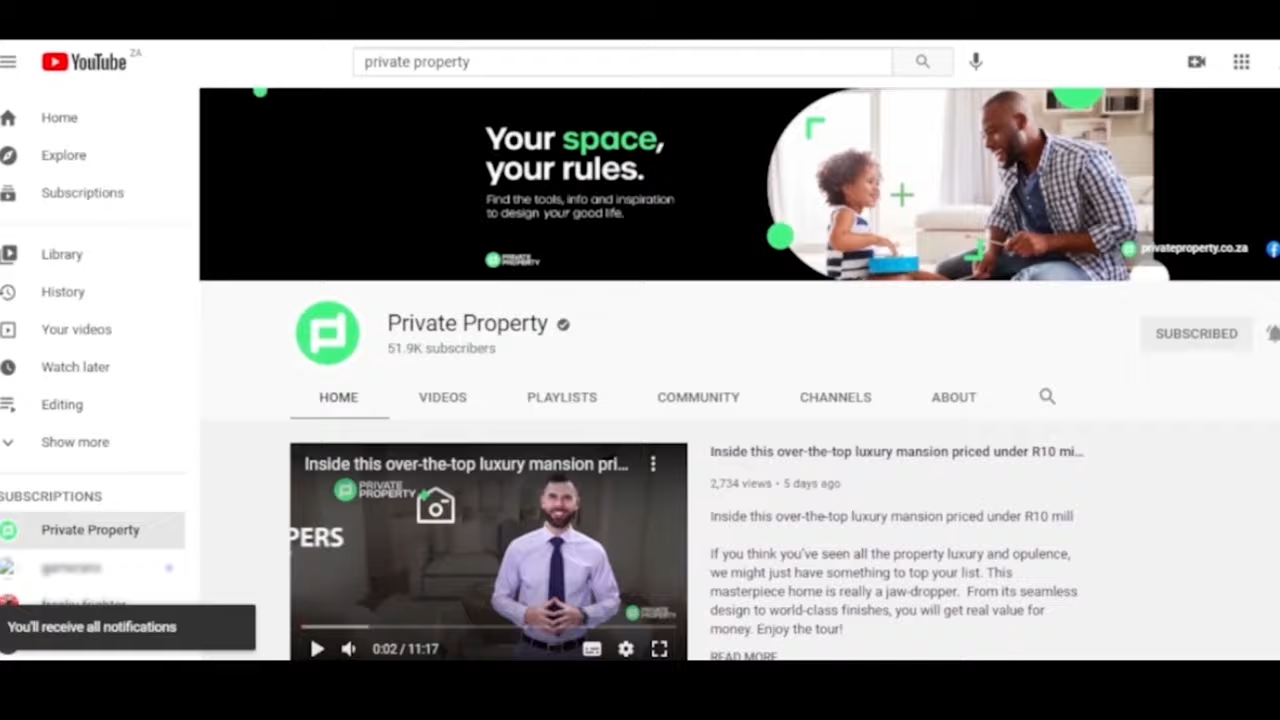 YouTube ZA
private property
Home
Explore
Subscriptions
Library
History
Your videos
Watch later
Editing
Show more
SUBSCRIPTIONS
Private Property
You'll receive all notifications
Your space,
your rules.
Find the tools, info and inspiration
to design your good life.
PRIVATE
PROPERTY
privateproperty.co.za
Private Property
51.9K subscribers
SUBSCRIBED
HOME VIDEOS PLAYLISTS COMMUNITY CHANNELS ABOUT
Inside this over-the-top luxury mansion pri...
PRIVATE
PROPERTY
PERS
PRIVATE
PROPERTY
0:02 / 11:17
Inside this over-the-top luxury mansion priced under R10 mi...
2,734 views • 5 days ago
Inside this over-the-top luxury mansion priced under R10 mill
If you think you've seen all the property luxury and opulence,
we might just have something to top your list. This
masterpiece home is really a jaw-dropper. From its seamless
design to world-class finishes, you will get real value for
money. Enjoy the tour!
READ MORE